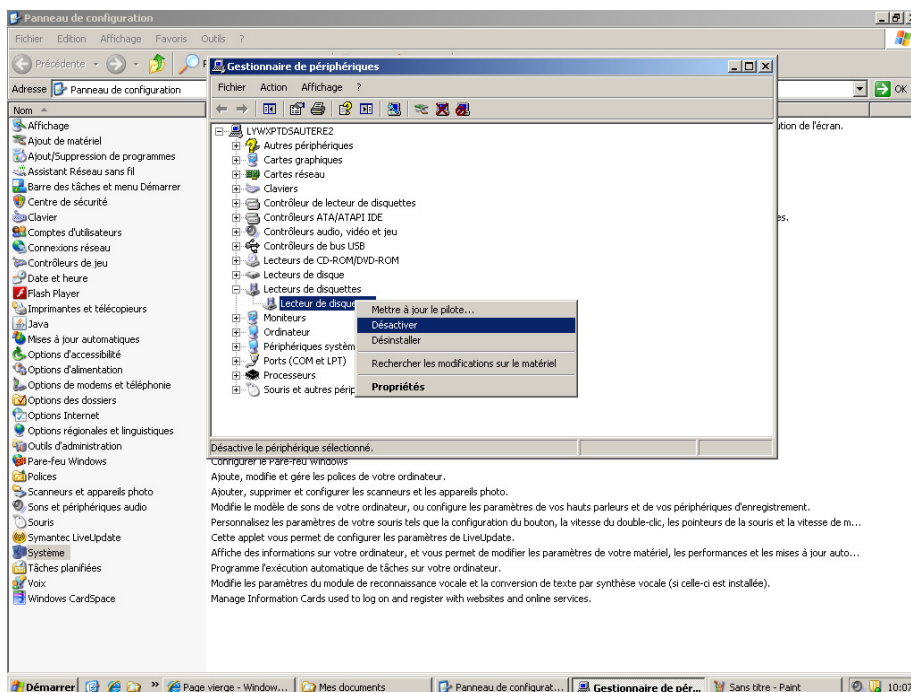 Panneau de configuration
Fichier Edition Affichage Favoris Outils ?
Précédente
Adresse Panneau de configuration
OK
Nom
Affichage
Ajout de matériel
Ajout/Suppression de programmes
Assistant Réseau sans fil
Barre des tâches et menu Démarrer
Centre de sécurité
Clavier
Comptes d'utilisateurs
Connexions réseau
Contrôleurs de jeu
Date et heure
Flash Player
Imprimantes et télécopieurs
Java
Mises à jour automatiques
Options d'accessibilité
Options d'alimentation
Options de modems et téléphonie
Options des dossiers
Options Internet
Options régionales et linguistiques
Outils d'administration
Pare-feu Windows
Polices
Scanneurs et appareils photo
Sons et périphériques audio
Souris
Symantec LiveUpdate
Système
Tâches planifiées
Voix
Windows CardSpace
Gestionnaire de périphériques
Fichier Action Affichage ?
LYWXPTDSAUTERE2
Autres périphériques
Cartes graphiques
Cartes réseau
Claviers
Contrôleur de lecteur de disquettes
Contrôleurs ATA/ATAPI IDE
Contrôleurs audio, vidéo et jeu
Contrôleurs de bus USB
Lecteurs de CD-ROM/DVD-ROM
Lecteurs de disque
Lecteurs de disquettes
Lecteur de disque
Moniteurs
Ordinateur
Périphériques systèm
Ports (COM et LPT)
Processeurs
Souris et autres périp
Mettre à jour le pilote...
Désactiver
Désinstaller
Rechercher les modifications sur le matériel
Propriétés
Désactive le périphérique sélectionné.
ution de l'écran.
es.
Configurer le Pare-feu Windows
Ajoute, modifie et gère les polices de votre ordinateur.
Ajouter, supprimer et configurer les scanneurs et les appareils photo.
Modifie le modèle de sons de votre ordinateur, ou configure les paramètres de vos hauts parleurs et de vos périphériques d'enregistrement.
Personnalisez les paramètres de votre souris tels que la configuration du bouton, la vitesse du double-clic, les pointeurs de la souris et la vitesse de m...
Cette applet vous permet de configurer les paramètres de LiveUpdate.
Affiche des informations sur votre ordinateur, et vous permet de modifier les paramètres de votre matériel, les performances et les mises à jour auto...
Programme l'exécution automatique de tâches sur votre ordinateur.
Modifie les paramètres du module de reconnaissance vocale et la conversion de texte par synthèse vocale (si celle-ci est installée).
Manage Information Cards used to log on and register with websites and online services.
Démarrer » Page vierge - Window... Mes documents Panneau de configurat... Gestionnaire de pér... Sans titre - Paint 10:07